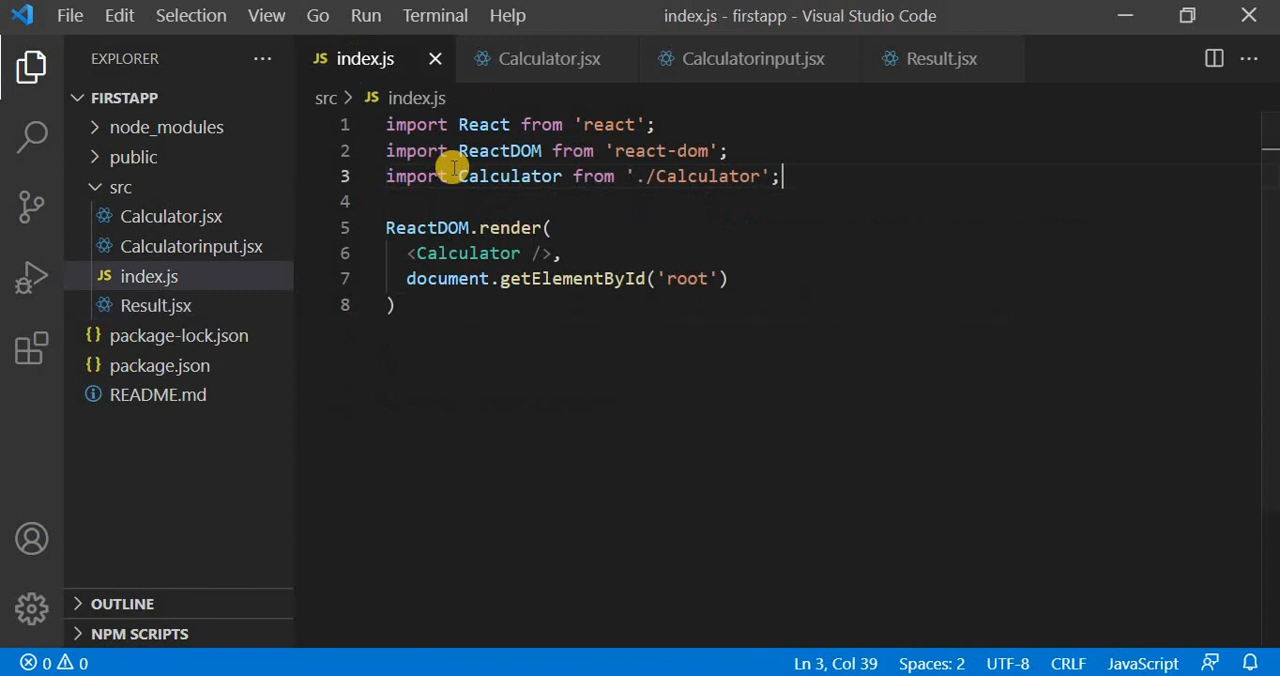 File Edit Selection View Go Run Terminal Help index.js - firstapp - Visual Studio Code
EXPLORER
FIRSTAPP
node_modules
public
src
Calculator.jsx
Calculatorinput.jsx
JS index.js
Result.jsx
{} package-lock.json
{} package.json
README.md
OUTLINE
NPM SCRIPTS
JS index.js Calculator.jsx Calculatorinput.jsx Result.jsx
src > JS index.js
1 import React from 'react';
2 import ReactDOM from 'react-dom';
3 import Calculator from './Calculator';
4
5 ReactDOM.render(
6 <Calculator />,
7 document.getElementById('root')
8 )
0 0 Ln 3, Col 39 Spaces: 2 UTF-8 CRLF JavaScript